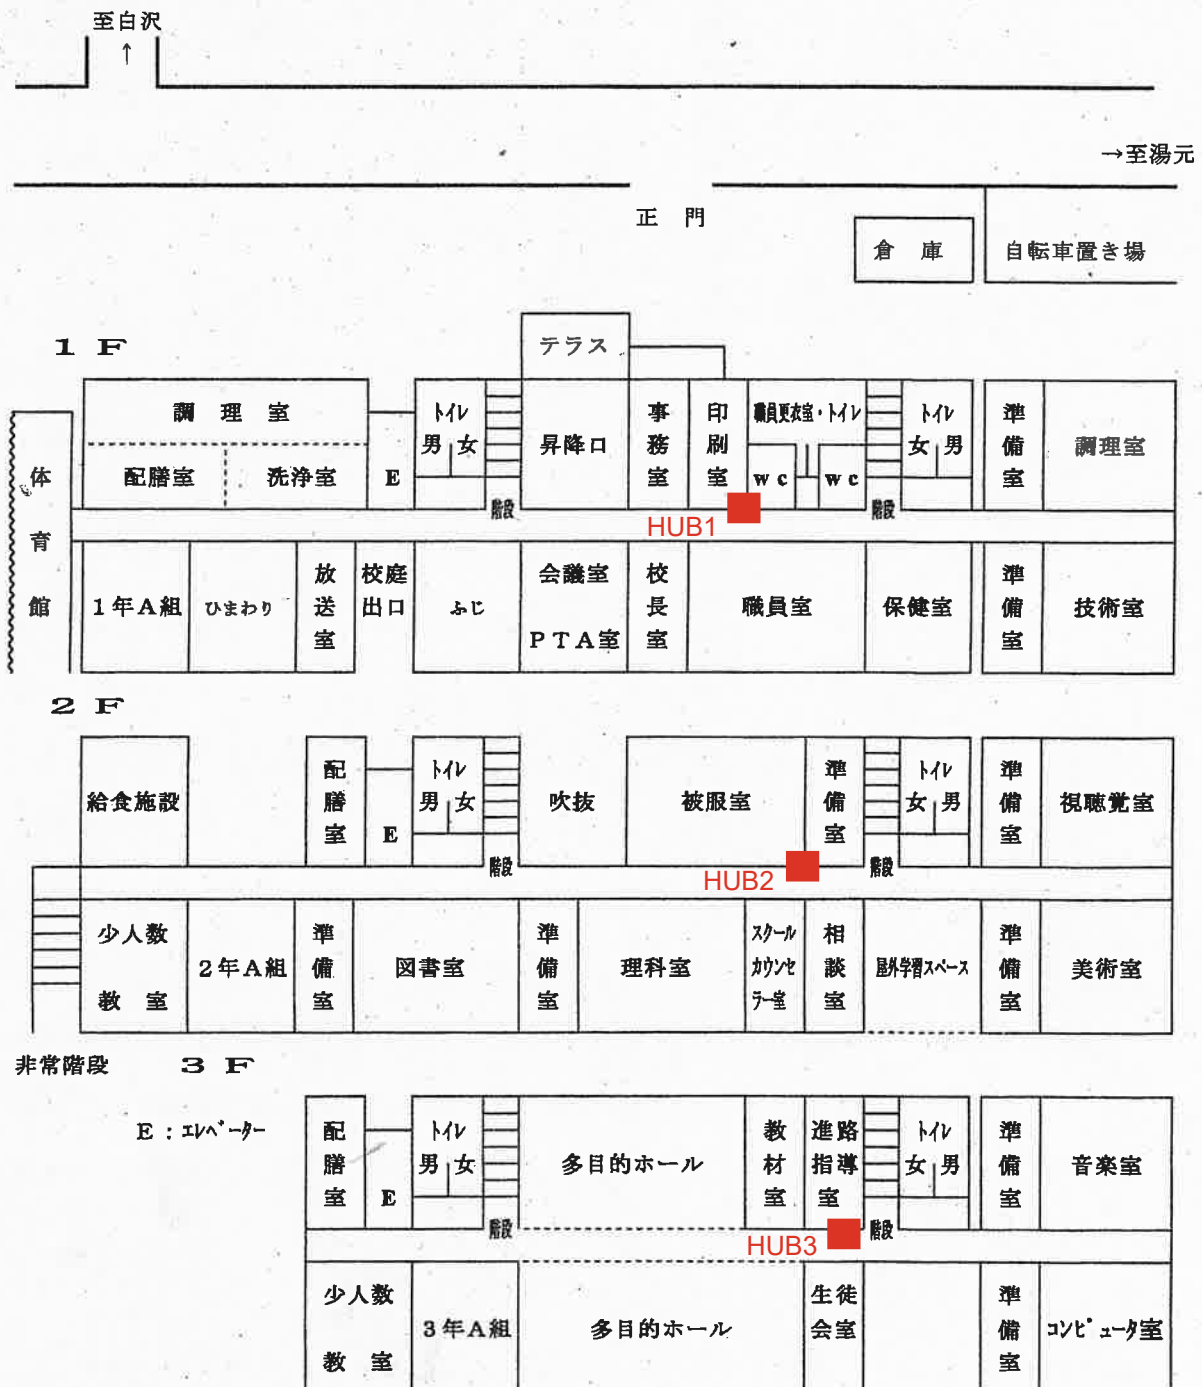 至白沢
↑
→至湯元
正 門
倉 庫
自転車置き場
1 F
テラス
調 理 室
配膳室
洗浄室
E
トイレ
男 女
階段
昇降口
事務室
印刷室
職員更衣室・トイレ
wc
wc
階段
トイレ
女 男
準備室
調理室
体育館
HUB1
1年A組
ひまわり
放送室
校庭出口
ふじ
会議室
PTA室
校長室
職員室
保健室
準備室
技術室
2 F
給食施設
配膳室
E
トイレ
男 女
階段
吹抜
被服室
準備室
階段
トイレ
女 男
準備室
視聴覚室
HUB2
少人数
教 室
2年A組
準備室
図書室
準備室
理科室
スクール
カウンセ
ラー室
相談室
屋外学習スペース
準備室
美術室
非常階段
3 F
E:エレベーター
配膳室
E
トイレ
男 女
階段
多目的ホール
教材室
進路
指導
室
階段
トイレ
女 男
準備室
音楽室
HUB3
少人数
教 室
3年A組
多目的ホール
生徒
会室
準備室
コンピュータ室